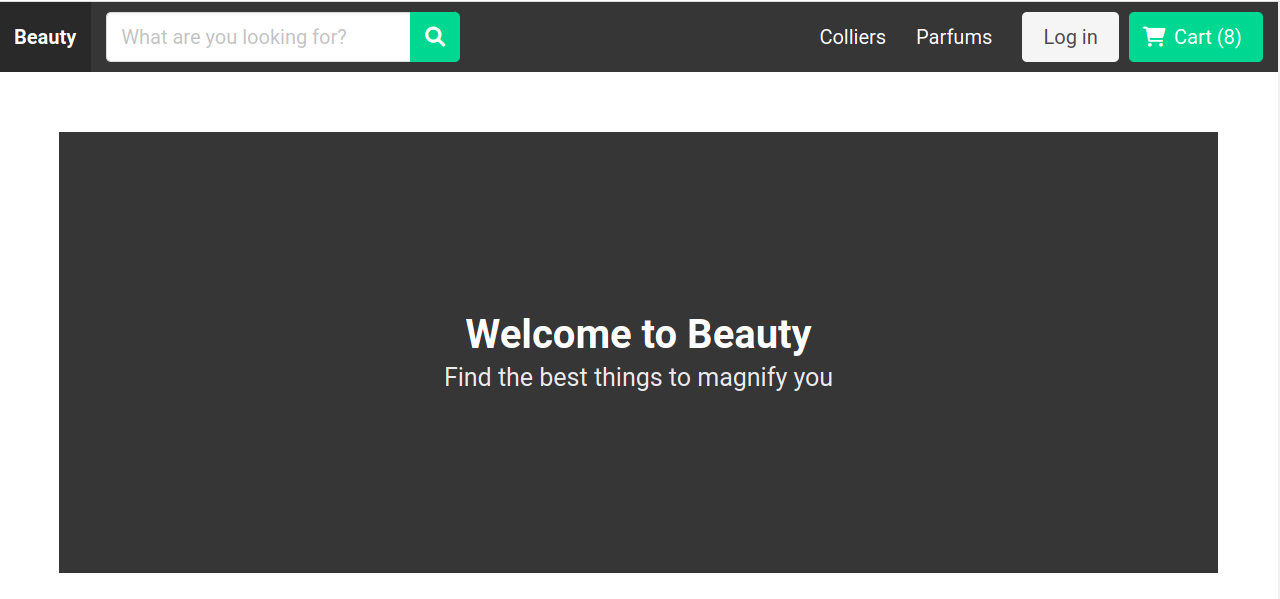 Beauty
What are you looking for?
Colliers
Parfums
Log in
Cart (8)
Welcome to Beauty
Find the best things to magnify you